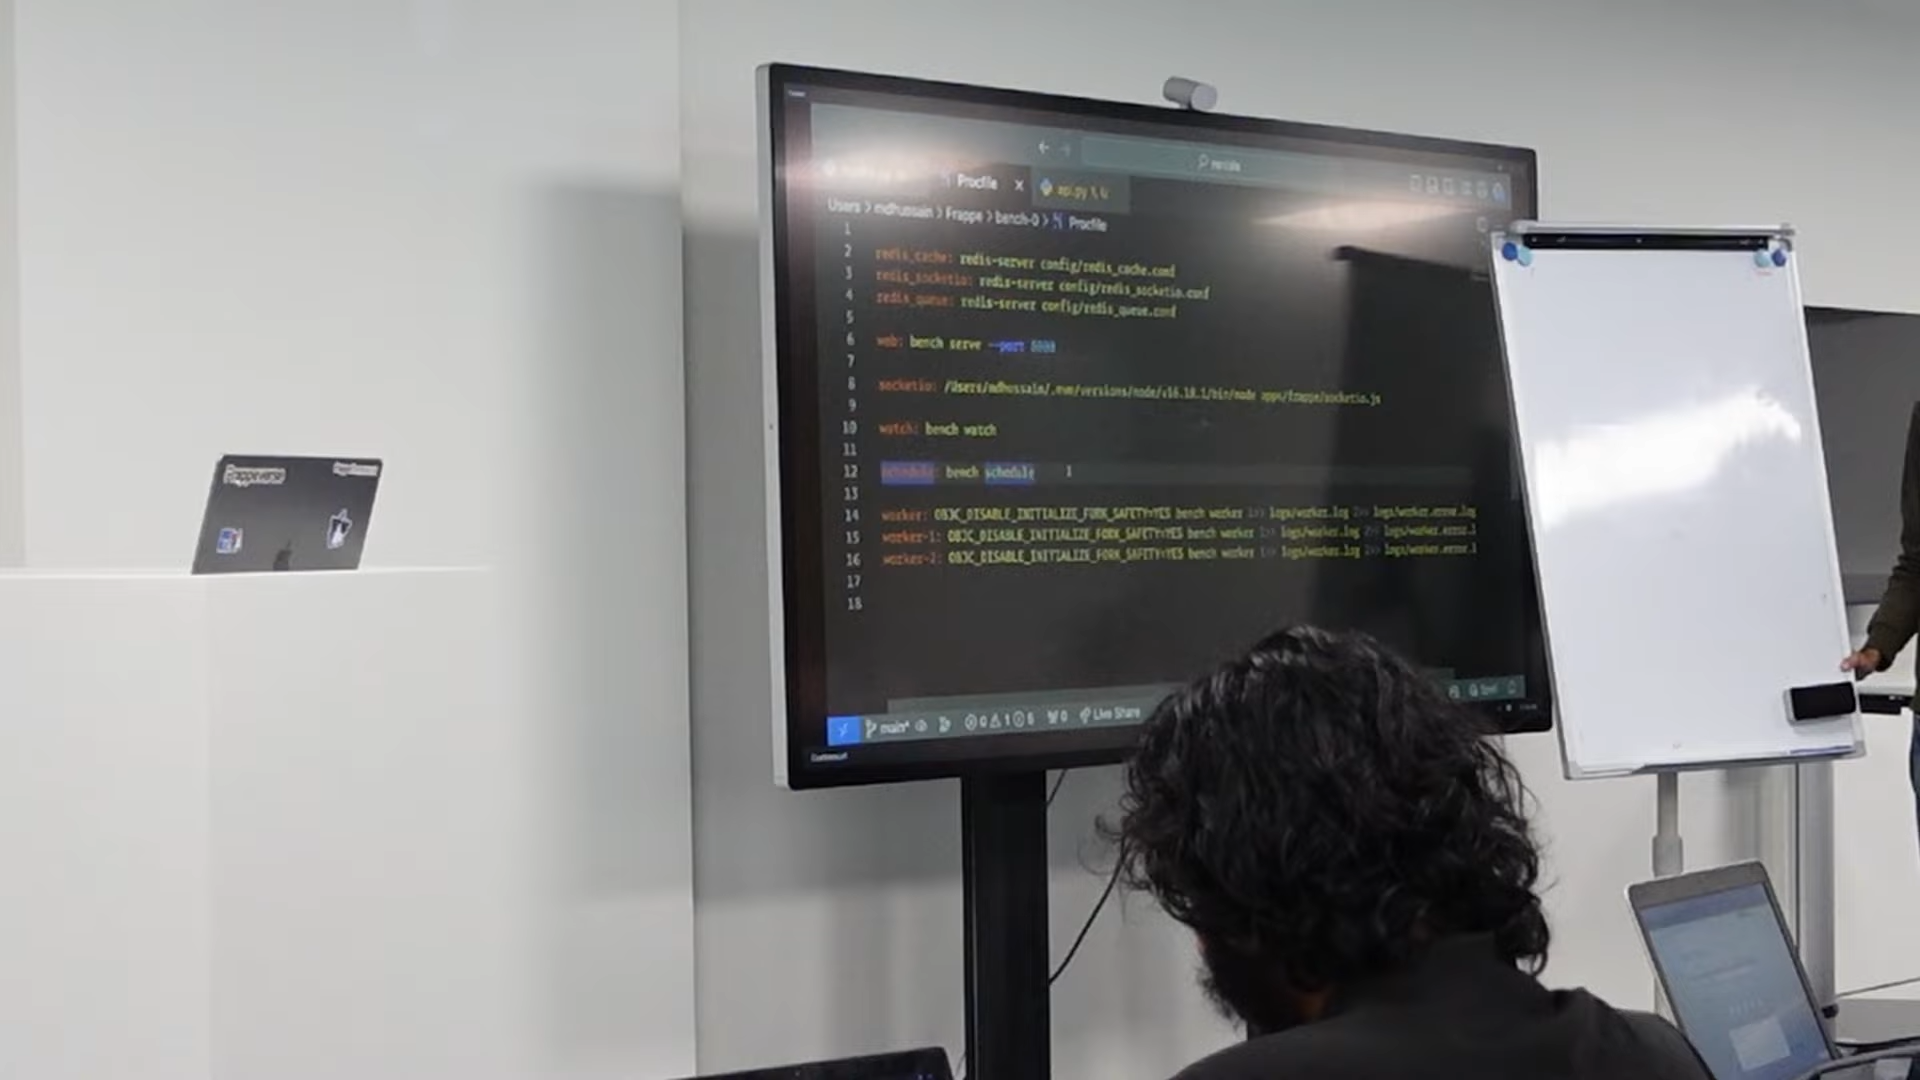 Procfile
api.py 1, U
Users > mdhussain > Frappe > bench-0 > Procfile
1
2 redis_cache: redis-server config/redis_cache.conf
3 redis_socketio: redis-server config/redis_socketio.conf
4 redis_queue: redis-server config/redis_queue.conf
5
6 web: bench serve --port 8000
7
8 socketio: /Users/mdhussain/.nvm/versions/node/v16.18.1/bin/node apps/frappe/socketio.js
9
10 watch: bench watch
11
12 schedule: bench schedule
13
14 worker: OBJC_DISABLE_INITIALIZE_FORK_SAFETY=YES bench worker 1>> logs/worker.log 2>> logs/worker.error.log
15 worker-1: OBJC_DISABLE_INITIALIZE_FORK_SAFETY=YES bench worker 1>> logs/worker.log 2>> logs/worker.error.l
16 worker-2: OBJC_DISABLE_INITIALIZE_FORK_SAFETY=YES bench worker 1>> logs/worker.log 2>> logs/worker.error.l
17
18
main* 0 1 6 0 Live Share
Frappeverse